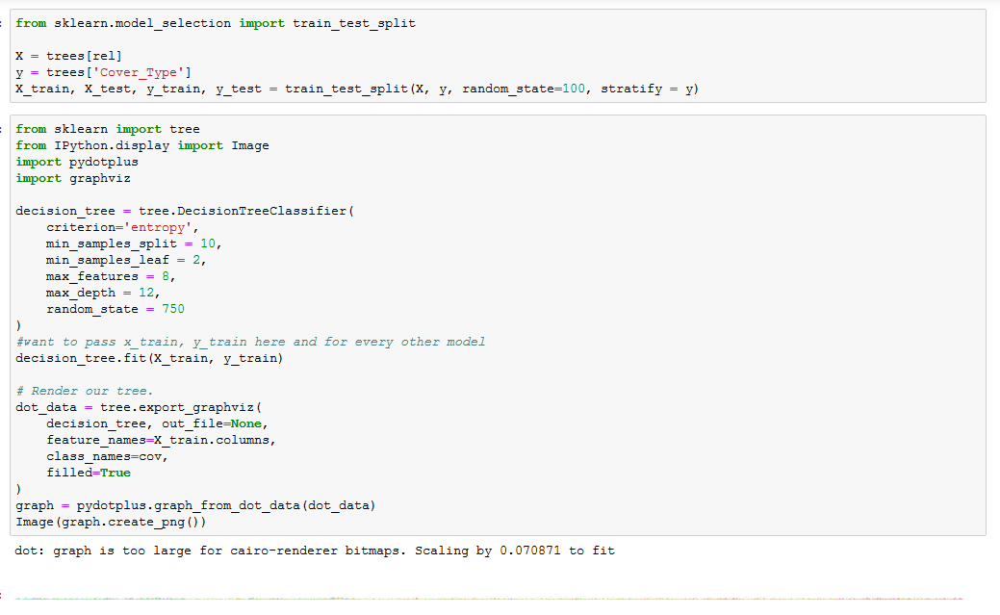 from sklearn.model_selection import train_test_split
X = trees[rel]
y = trees['Cover_Type']
X_train, X_test, y_train, y_test = train_test_split(X, y, random_state=100, stratify = y)
from sklearn import tree
from IPython.display import Image
import pydotplus
import graphviz
decision_tree = tree.DecisionTreeClassifier(
    criterion='entropy',
    min_samples_split = 10,
    min_samples_leaf = 2,
    max_features = 8,
    max_depth = 12,
    random_state = 750
)
#want to pass x_train, y_train here and for every other model
decision_tree.fit(X_train, y_train)
# Render our tree.
dot_data = tree.export_graphviz(
    decision_tree, out_file=None,
    feature_names=X_train.columns,
    class_names=cov,
    filled=True
)
graph = pydotplus.graph_from_dot_data(dot_data)
Image(graph.create_png())
dot: graph is too large for cairo-renderer bitmaps. Scaling by 0.070871 to fit